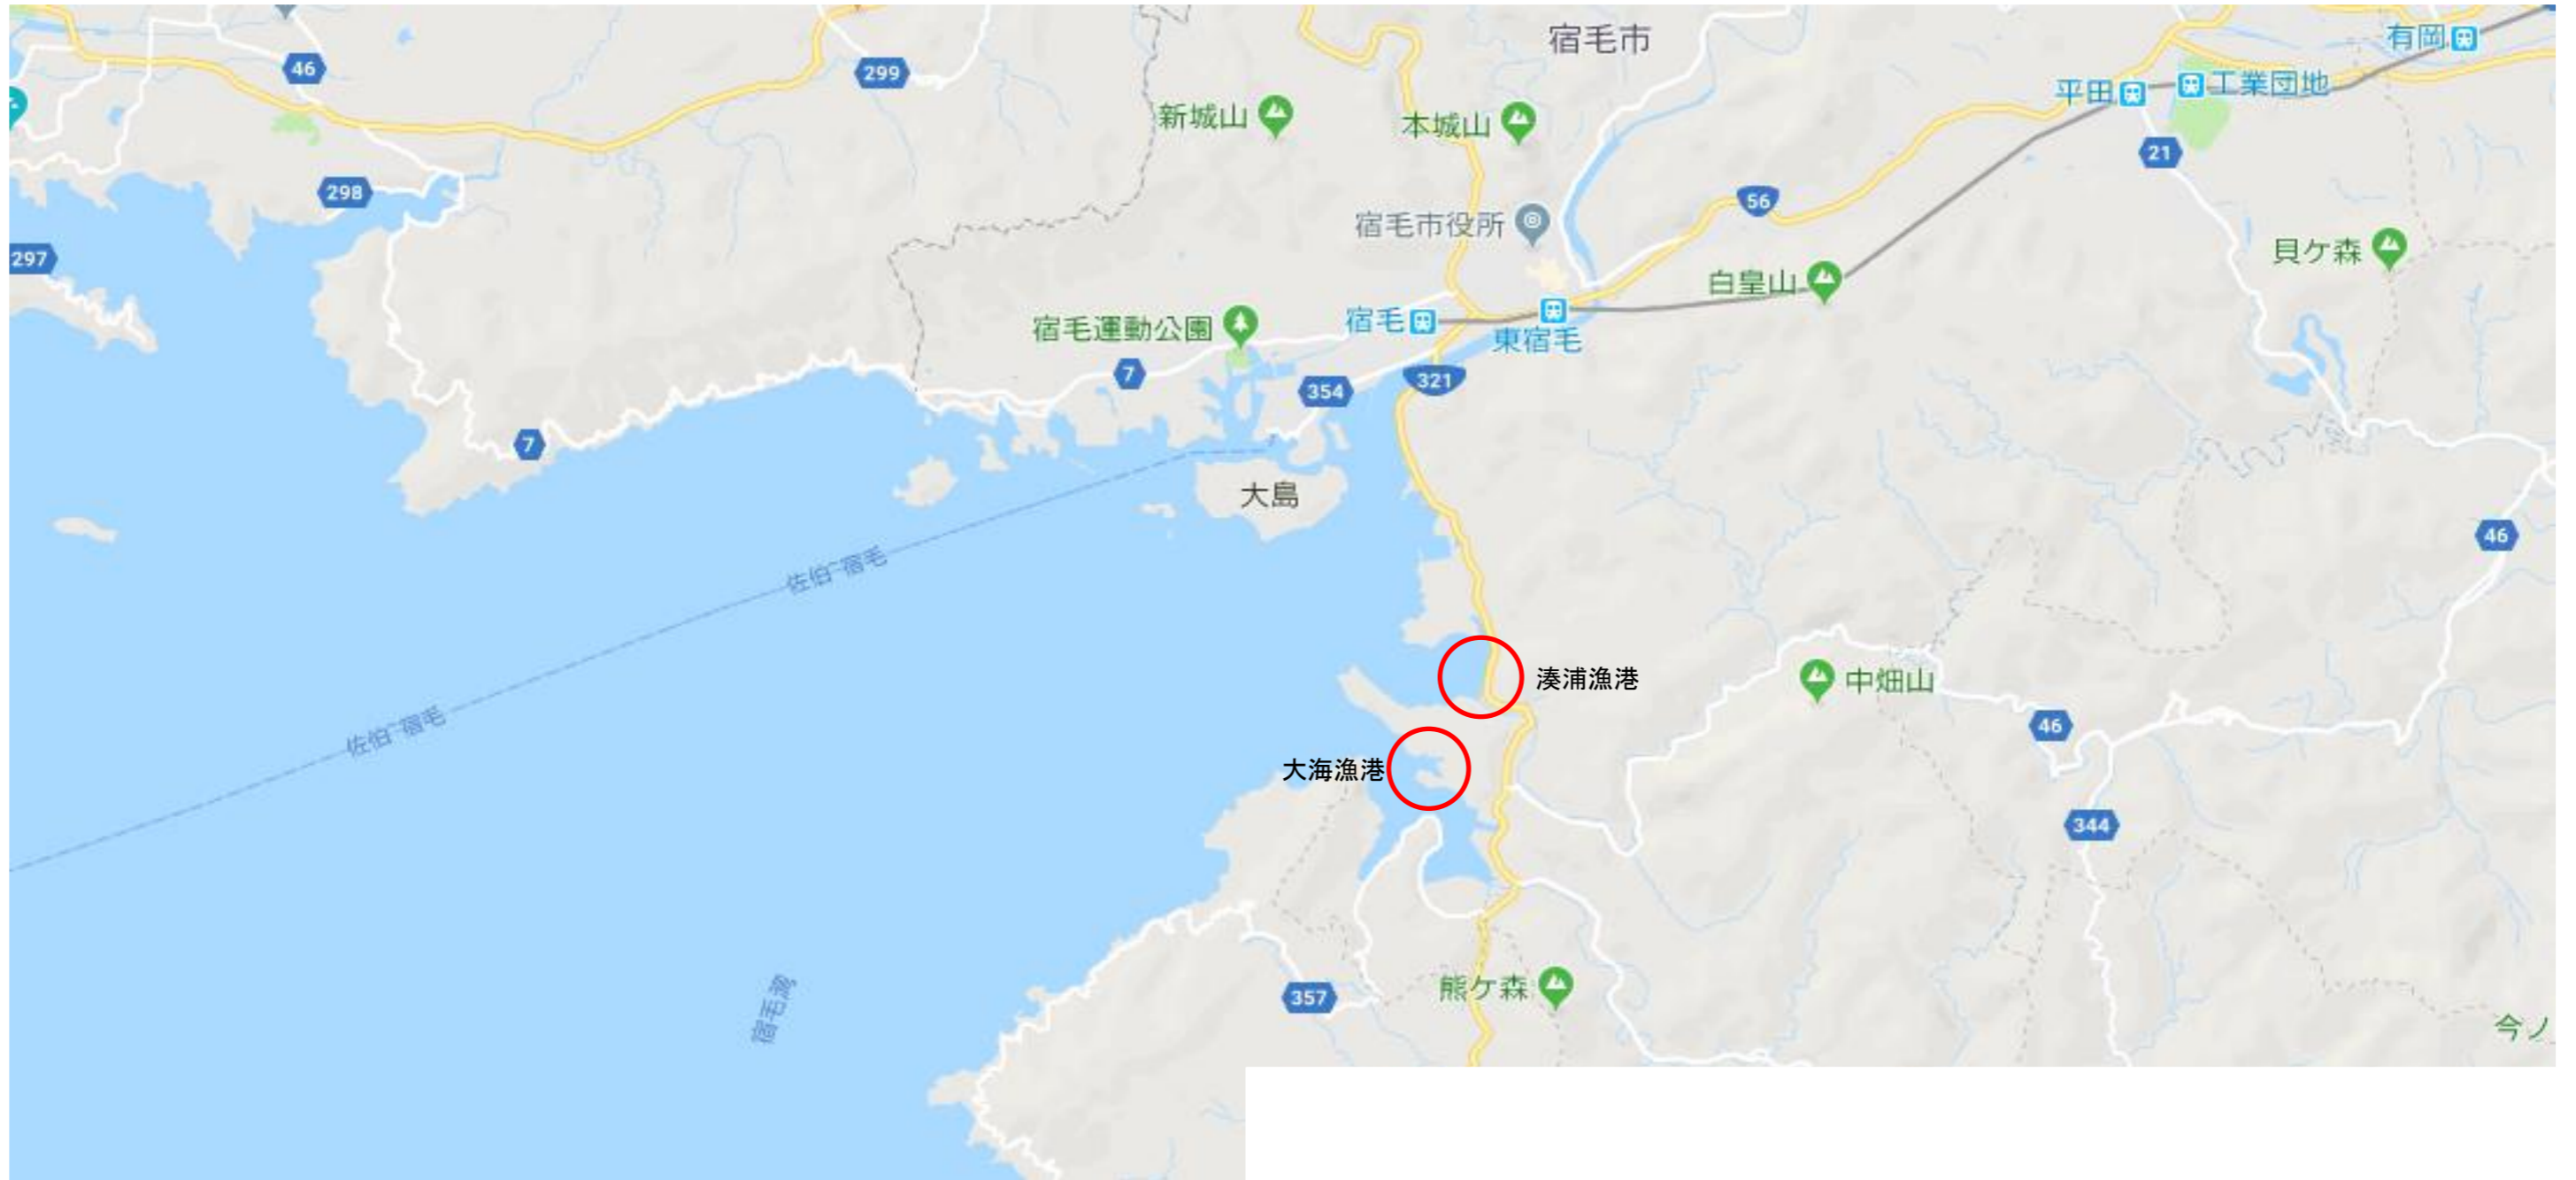 宿毛市
有岡
46
299
平田
工業団地
新城山
本城山
21
298
56
宿毛市役所
297
貝ケ森
白皇山
宿毛運動公園
宿毛
東宿毛
7
354
321
7
大島
46
佐伯-宿毛
湊浦漁港
中畑山
佐伯-宿毛
46
大海漁港
344
357
熊ケ森
宿毛湾
今ノ